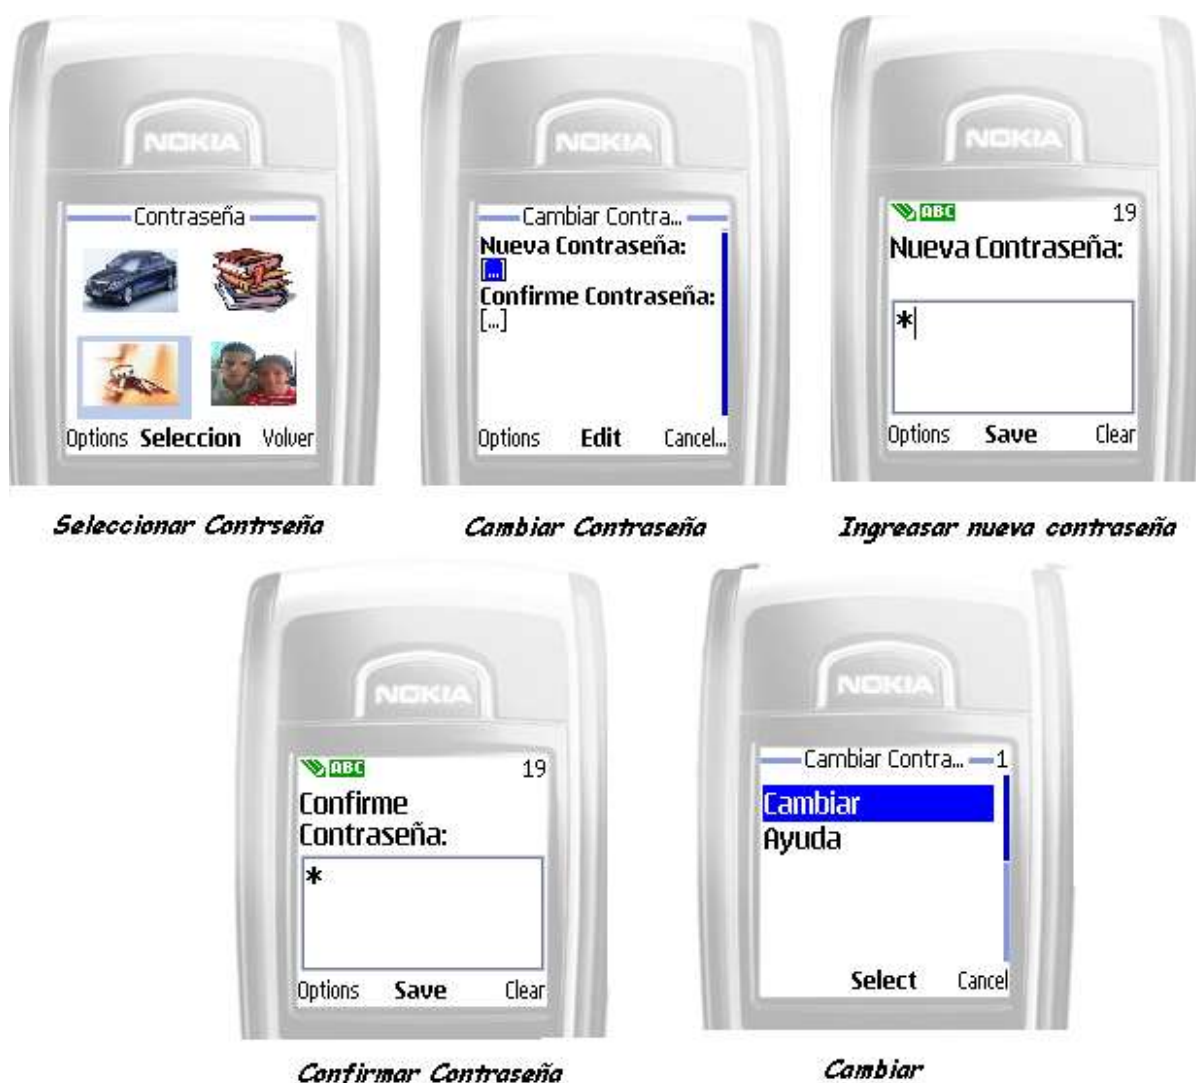 NOKIA
Contraseña
Options Seleccion Volver
Seleccionar Contrseña
NOKIA
Cambiar Contra...
Nueva Contraseña:
[...]
Confirme Contraseña:
[...]
Options Edit Cancel...
Cambiar Contraseña
NOKIA
ABC 19
Nueva Contraseña:
*
Options Save Clear
Ingreasar nueva contraseña
NOKIA
ABC 19
Confirme
Contraseña:
*
Options Save Clear
Confirmar Contraseña
NOKIA
Cambiar Contra... 1
Cambiar
Ayuda
Select Cancel
Cambiar